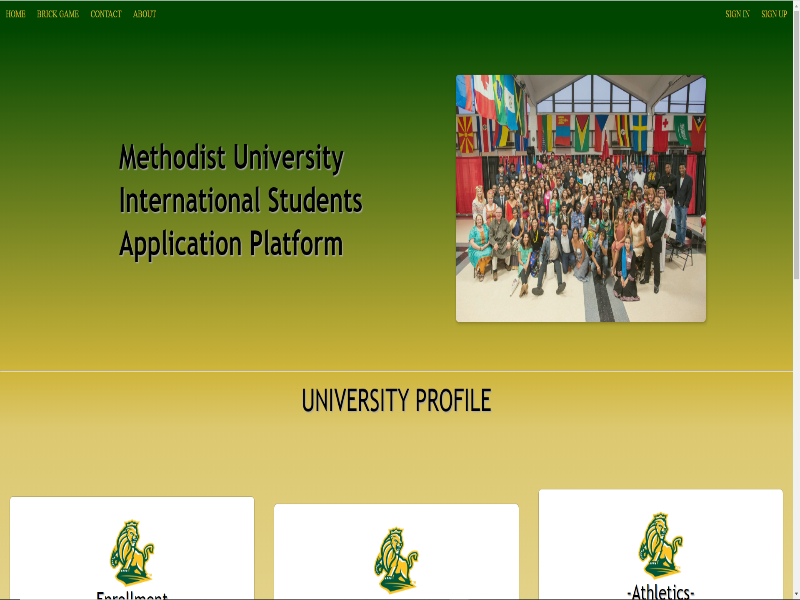 HOME BRICK GAME CONTACT ABOUT SIGN IN SIGN UP
Methodist University
International Students
Application Platform
UNIVERSITY PROFILE
Enrollment
-Athletics-